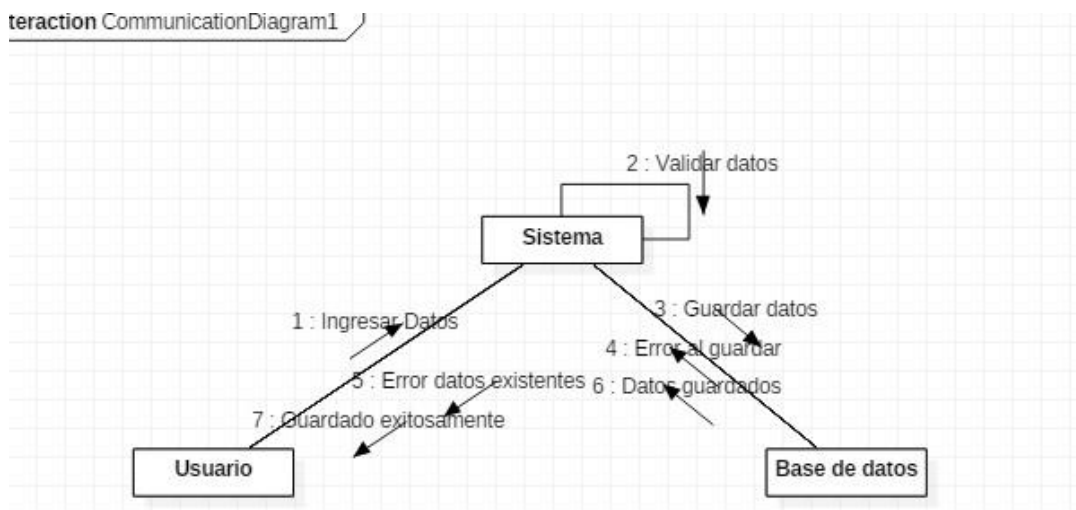 teraction CommunicationDiagram1
2 : Validar datos
Sistema
3 : Guardar datos
1 : Ingresar Datos
4 : Error al guardar
5 : Error datos existentes
6 : Datos guardados
7 : Guardado exitosamente
Usuario
Base de datos